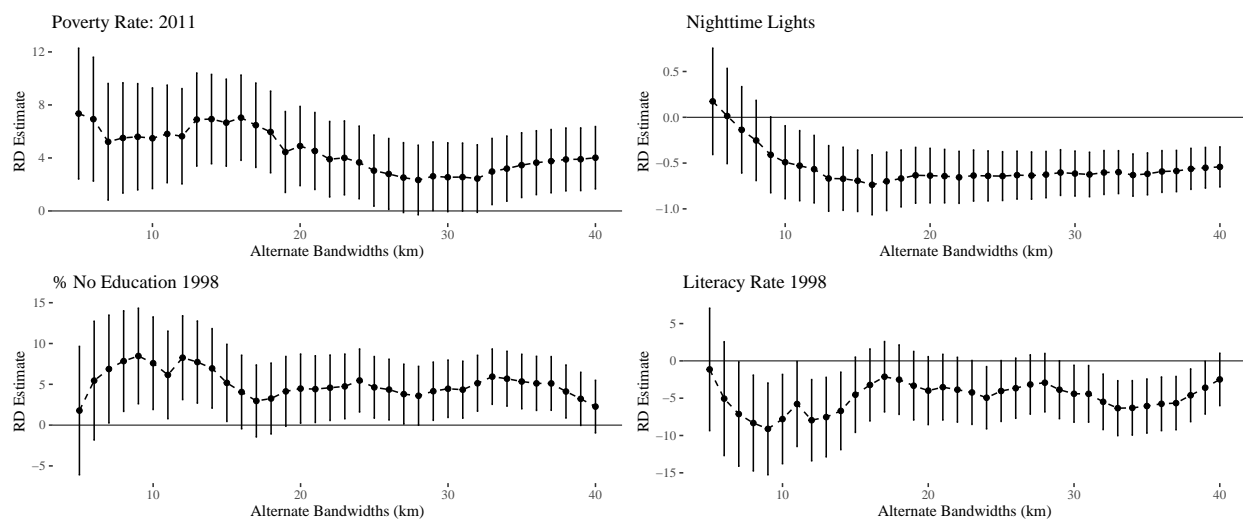 Poverty Rate: 2011
RD Estimate
12
8
4
0
10
20
30
40
Alternate Bandwidths (km)
Nighttime Lights
RD Estimate
0.5
0.0
−0.5
−1.0
10
20
30
40
Alternate Bandwidths (km)
% No Education 1998
RD Estimate
15
10
5
0
−5
10
20
30
40
Alternate Bandwidths (km)
Literacy Rate 1998
RD Estimate
5
0
−5
−10
−15
10
20
30
40
Alternate Bandwidths (km)